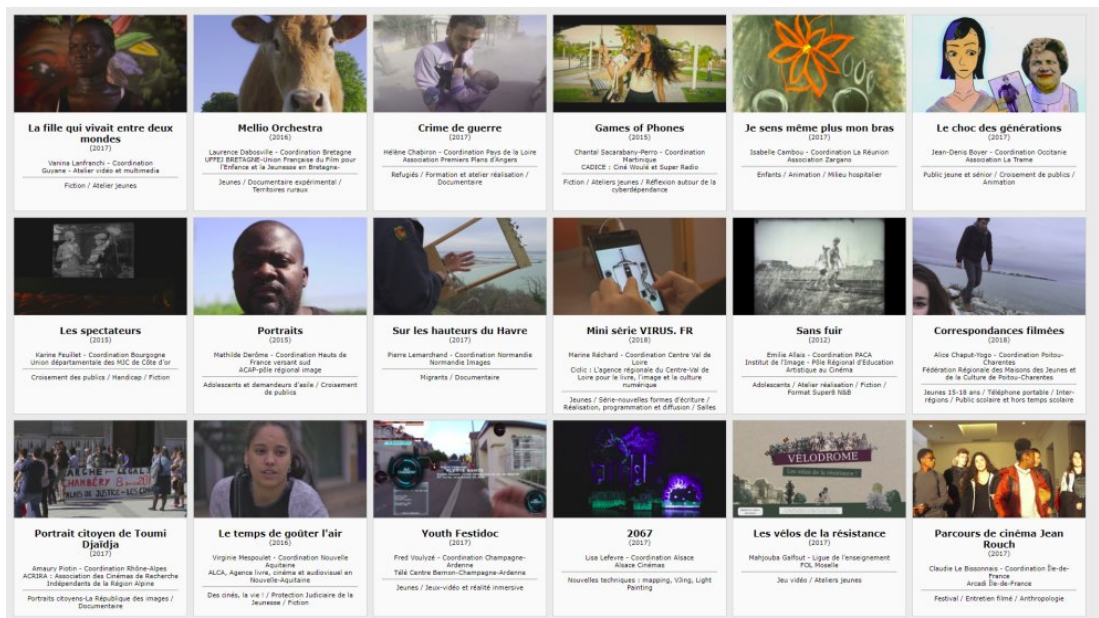 La fille qui vivait entre deux
mondes
(2017)
Vanina Lanfranchi - Coordination
Guyane - Atelier vidéo et multimedia
Fiction / Atelier jeunes
Mellio Orchestra
(2016)
Laurence Dabosville - Coordination Bretagne
UFFEJ BRETAGNE-Union Française du Film pour
l'Enfance et la Jeunesse en Bretagne-
Jeunes / Documentaire expérimental /
Territoires ruraux
Crime de guerre
(2017)
Hélène Chabiron - Coordination Pays de la Loire
Association Premiers Plans d'Angers
Refugiés / Formation et atelier réalisation /
Documentaire
Games of Phones
(2015)
Chantal Sacarabany-Perro - Coordination
Martinique
CADICE : Ciné Woulé et Super Radio
Fiction / Ateliers jeunes / Réflexion autour de la
cyberdépendance
Je sens même plus mon bras
(2017)
Isabelle Cambou - Coordination La Réunion
Association Zargano
Enfants / Animation / Milieu hospitalier
Le choc des générations
(2017)
Jean-Denis Boyer - Coordination Occitanie
Association La Trame
Public jeune et sénior / Croisement de publics /
Animation
Les spectateurs
(2015)
Karine Feuillet - Coordination Bourgogne
Union départementale des MJC de Côte d'or
Croisement des publics / Handicap / Fiction
Portraits
(2015)
Mathilde Derôme - Coordination Hauts de
France versant sud
ACAP-pôle régional image
Adolescents et demandeurs d'asile / Croisement
de publics
Sur les hauteurs du Havre
(2017)
Pierre Lemarchand - Coordination Normandie
Normandie Images
Migrants / Documentaire
Mini série VIRUS. FR
(2018)
Marine Réchard - Coordination Centre Val de
Loire
Ciclic : L'agence régionale du Centre-Val de
Loire pour le livre, l'image et la culture
numérique
Jeunes / Série-nouvelles formes d'écriture /
Réalisation, programmation et diffusion / Salles
Sans fuir
(2012)
Emilie Allais - Coordination PACA
Institut de l'Image - Pôle Régional d'Education
Artistique au Cinéma
Adolescents / Atelier réalisation / Fiction /
Format Super8 N&B
Correspondances filmées
(2018)
Alice Chaput-Yogo - Coordination Poitou-
Charentes
Fédération Régionale des Maisons des Jeunes et
de la Culture de Poitou-Charentes
Jeunes 15-18 ans / Téléphone portable / Inter-
régions / Public scolaire et hors temps scolaire
ARCHE LEGAL
CHAMBERY 8
PALAIS DE JUSTICE
Portrait citoyen de Toumi
Djaïdja
(2017)
Amaury Piotin - Coordination Rhône-Alpes
ACRIRA : Association des Cinémas de Recherche
Indépendants de la Région Alpine
Portraits citoyens-La République des images /
Documentaire
Le temps de goûter l'air
(2016)
Virginie Mespoulet - Coordination Nouvelle
Aquitaine
ALCA, Agence livre, cinéma et audiovisuel en
Nouvelle-Aquitaine
Des cinés, la vie ! / Protection Judiciaire de la
Jeunesse / Fiction
Youth Festidoc
(2017)
Fred Voulyzé - Coordination Champagne-
Ardenne
Télé Centre Bernon-Champagne-Ardenne
Jeunes / Jeux-vidéo et réalité inmersive
2067
(2017)
Lisa Lefevre - Coordination Alsace
Alsace Cinémas
Nouvelles techniques : mapping, VJing, Light
Painting
VELODROME
Les vélos de la résistance !
Les vélos de la résistance
(2017)
Mahjouba Galfout - Ligue de l'enseignement
FOL Moselle
Jeu vidéo / Ateliers jeunes
Parcours de cinéma Jean
Rouch
(2017)
Claudie Le Bissonnais - Coordination Île-de-
France
Arcadi Île-de-France
Festival / Entretien filmé / Anthropologie